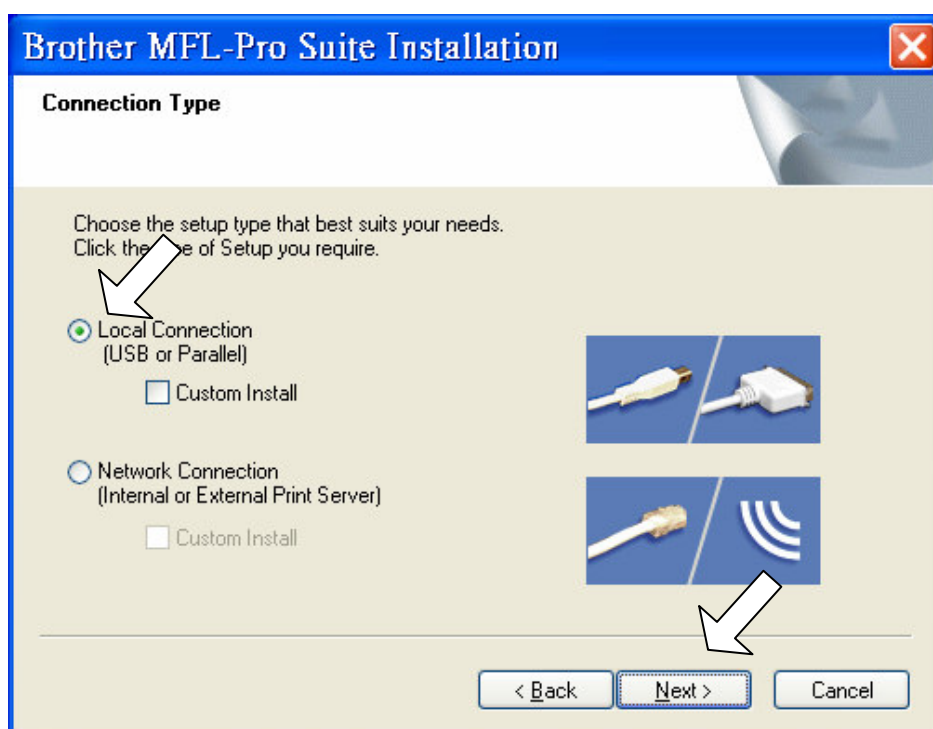 Brother MFL-Pro Suite Installation
Connection Type
Choose the setup type that best suits your needs.
Click the of Setup you require.
Local Connection
(USB or Parallel)
Custom Install
Network Connection
(Internal or External Print Server)
Custom Install
< Back
Next >
Cancel